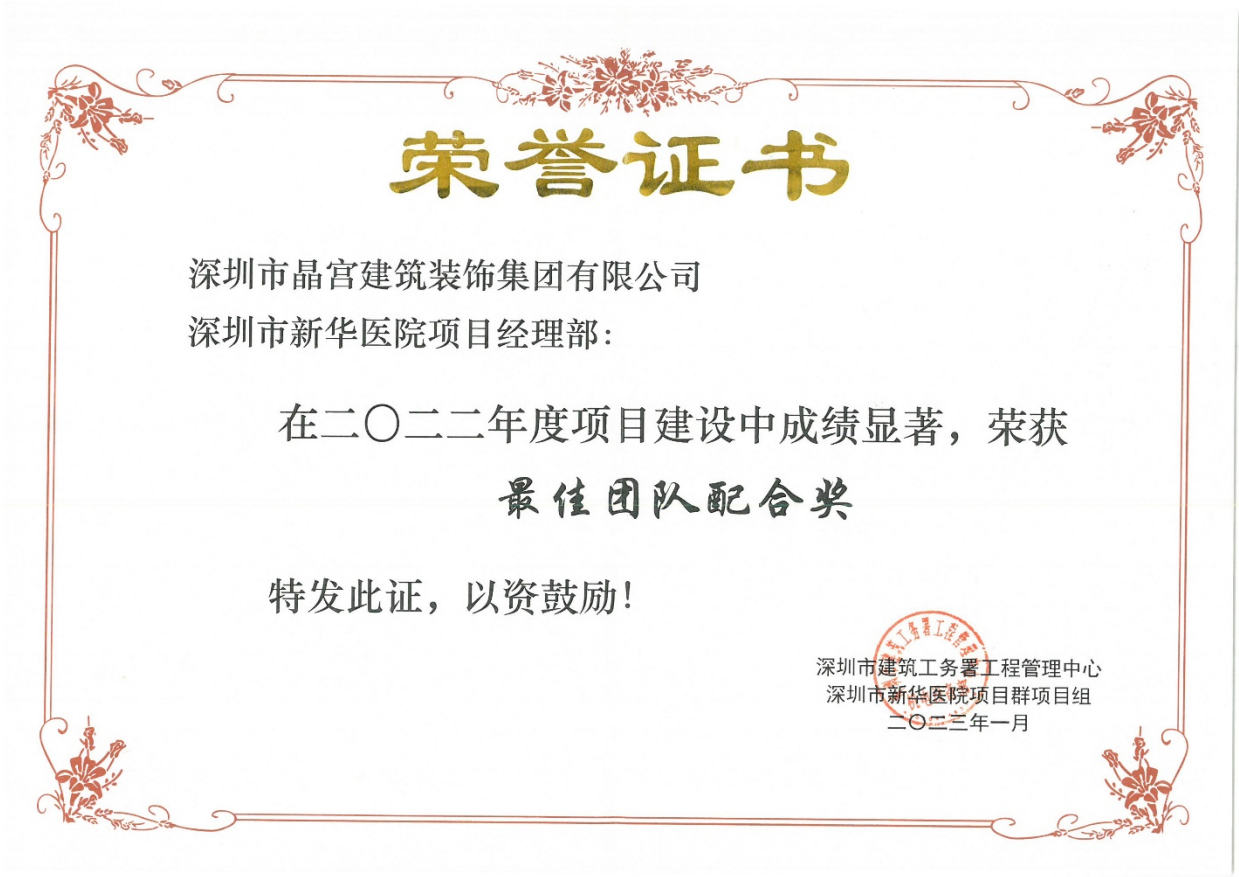 荣誉证书
深圳市晶宫建筑装饰集团有限公司
深圳市新华医院项目经理部：
在二〇二二年度项目建设中成绩显著，荣获
最佳团队配合奖
特发此证，以资鼓励！
深圳市建筑工务署工程管理中心
深圳市新华医院项目群项目组
二〇二三年一月